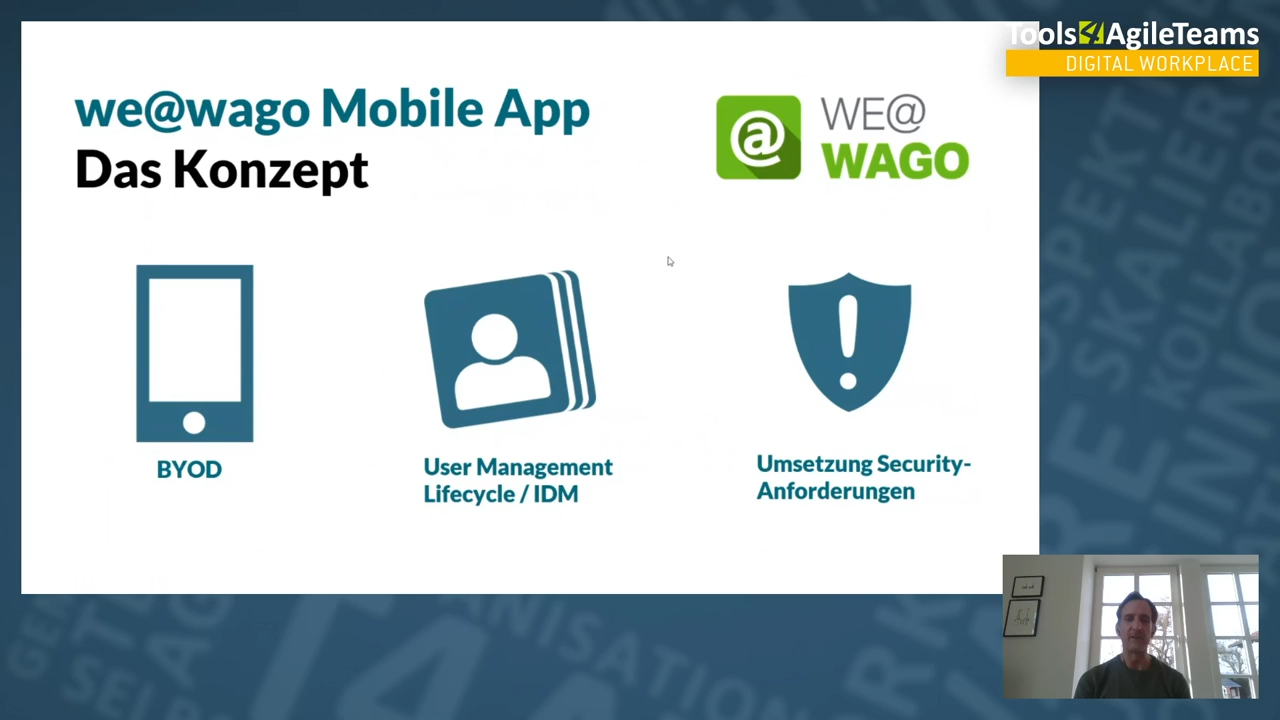 Tools4AgileTeams
DIGITAL WORKPLACE
we@wago Mobile App
Das Konzept
@
WE@
WAGO
BYOD
User Management
Lifecycle / IDM
Umsetzung Security-
Anforderungen